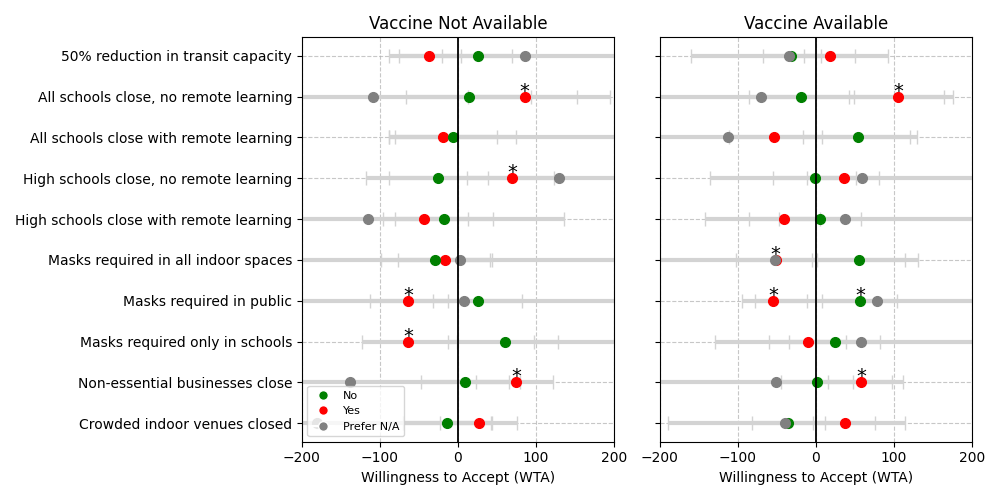 Vaccine Not Available
Vaccine Available
50% reduction in transit capacity
All schools close, no remote learning
All schools close with remote learning
High schools close, no remote learning
High schools close with remote learning
Masks required in all indoor spaces
Masks required in public
Masks required only in schools
Non-essential businesses close
Crowded indoor venues closed
*
*
*
*
*
*
*
*
*
*
No
Yes
Prefer N/A
−200 −100 0 100 200
−200 −100 0 100 200
Willingness to Accept (WTA)
Willingness to Accept (WTA)